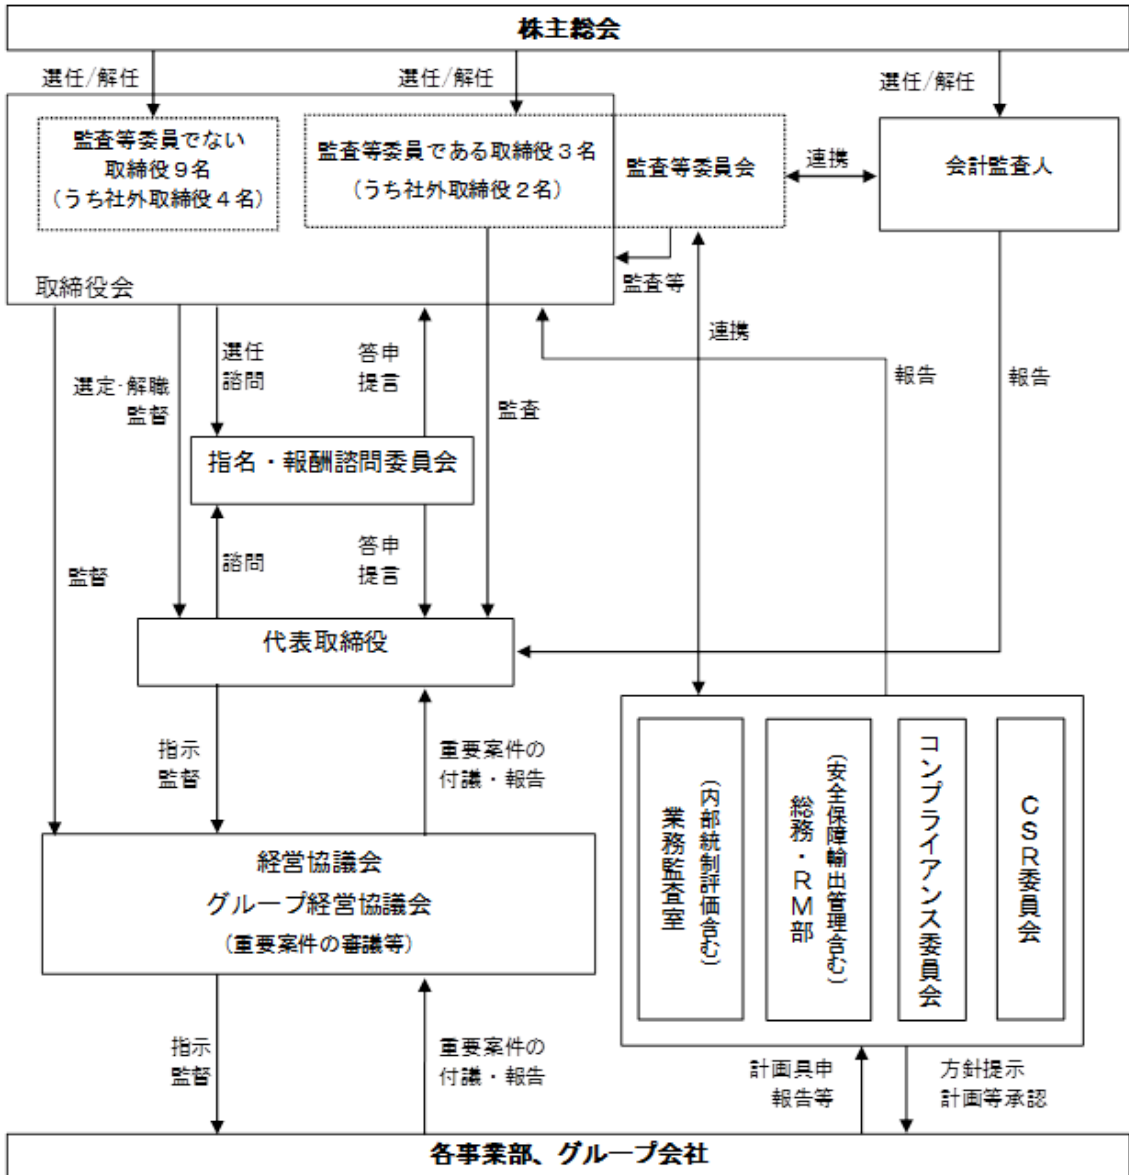 株主総会
選任/解任
選任/解任
選任/解任
監査等委員でない
取締役９名
（うち社外取締役４名）
監査等委員である取締役３名
（うち社外取締役２名）
監査等委員会
連携
会計監査人
取締役会
監査等
連携
選任
諮問
答申
提言
選定･解職
監督
監査
報告
報告
指名・報酬諮問委員会
監督
諮問
答申
提言
代表取締役
指示
監督
重要案件の
付議・報告
経営協議会
グループ経営協議会
（重要案件の審議等）
業務監査室
（内部統制評価含む）
総務・ＲＭ部
（安全保障輸出管理含む）
コンプライアンス委員会
ＣＳＲ委員会
指示
監督
重要案件の
付議・報告
計画具申
報告等
方針提示
計画等承認
各事業部、グループ会社